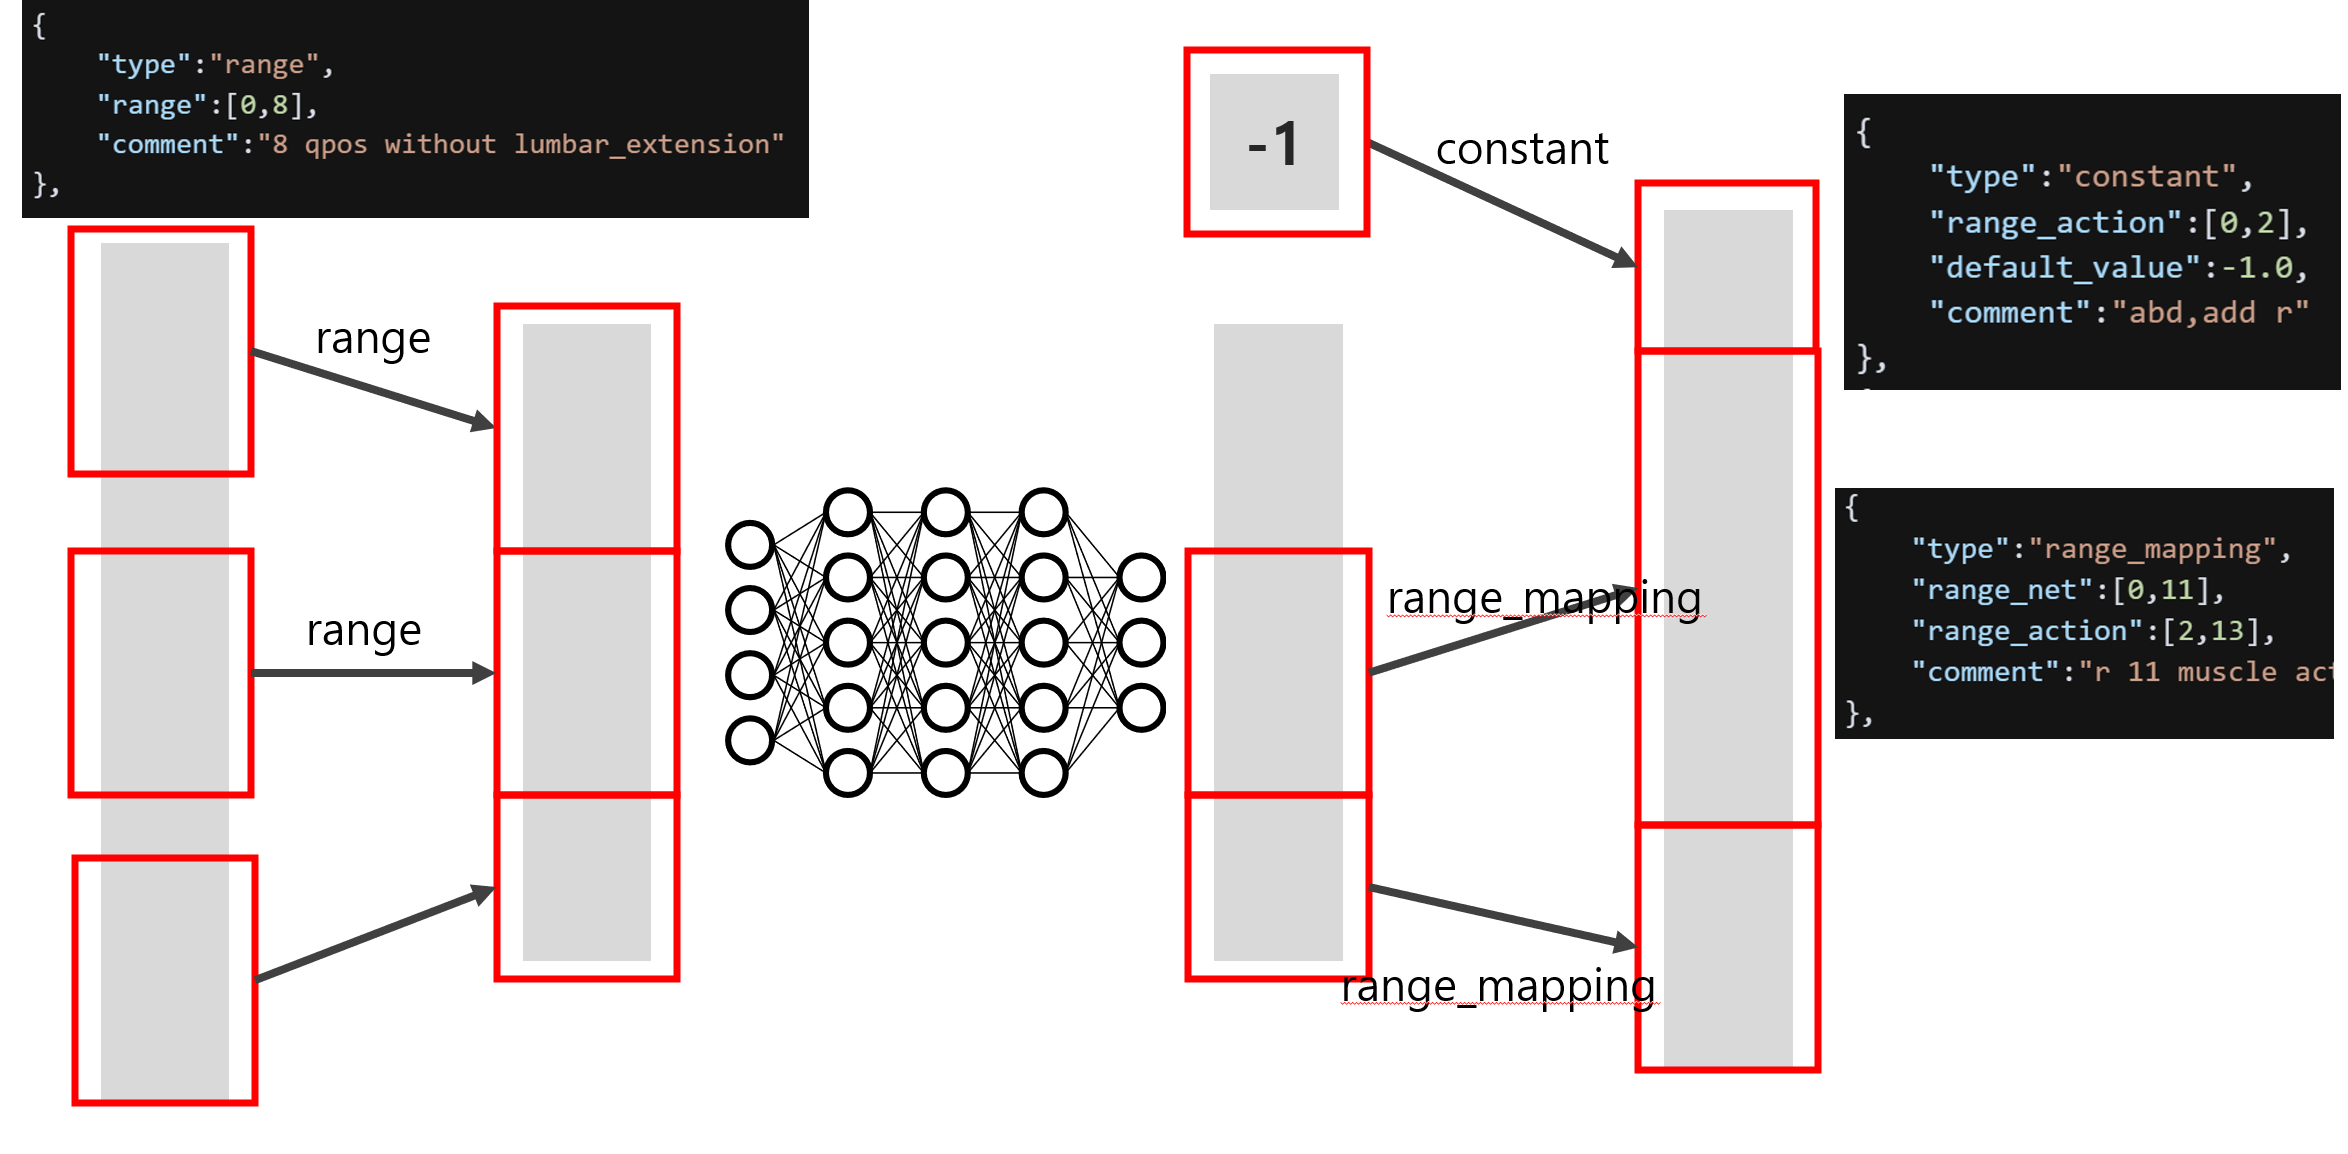 {
"type":"range",
"range":[0,8],
"comment":"8 qpos without lumbar_extension"
},
range
range
-1
constant
range_mapping
range_mapping
{
"type":"constant",
"range_action":[0,2],
"default_value":-1.0,
"comment":"abd,add r"
},
{
"type":"range_mapping",
"range_net":[0,11],
"range_action":[2,13],
"comment":"r 11 muscle act
},